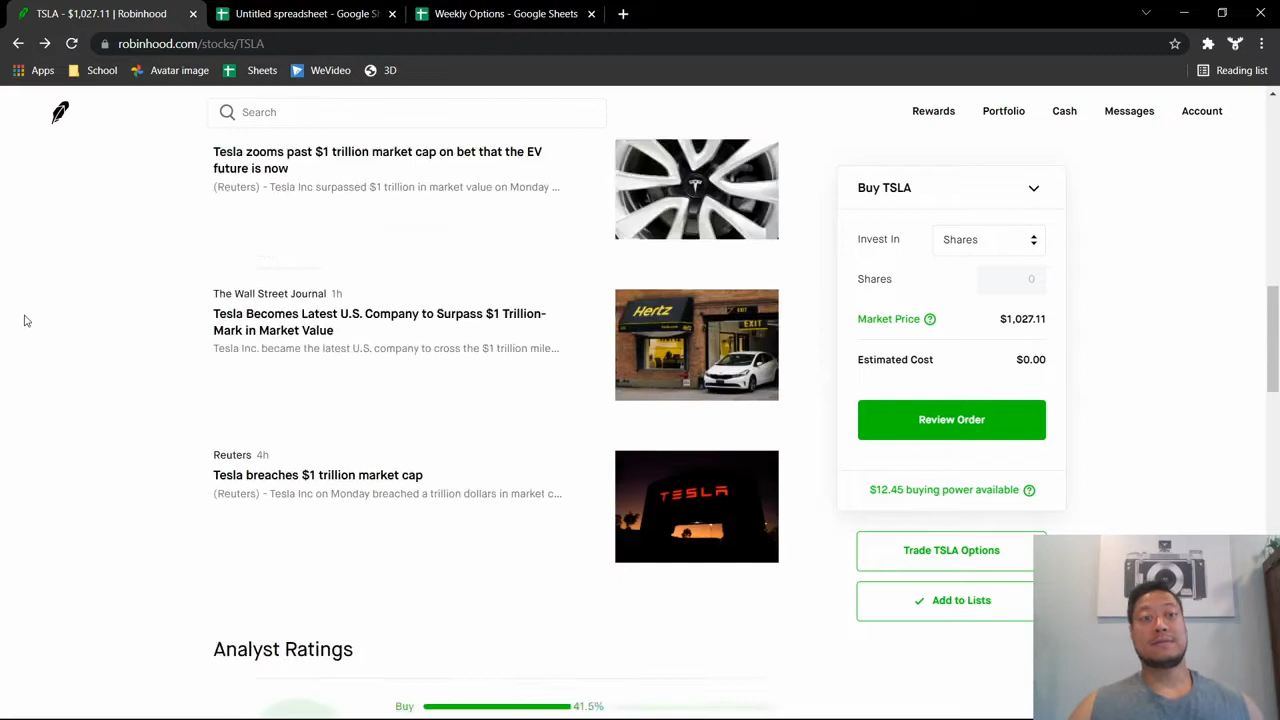 TSLA - $1,027.11 | Robinhood
Untitled spreadsheet - Google S
Weekly Options - Google Sheets
robinhood.com/stocks/TSLA
Apps
School
Avatar image
Sheets
WeVideo
3D
Reading list
Search
Rewards
Portfolio
Cash
Messages
Account
Tesla zooms past $1 trillion market cap on bet that the EV
future is now
(Reuters) - Tesla Inc surpassed $1 trillion in market value on Monday ...
The Wall Street Journal 1h
Tesla Becomes Latest U.S. Company to Surpass $1 Trillion-
Mark in Market Value
Tesla Inc. became the latest U.S. company to cross the $1 trillion mile...
Hertz
EXIT
EXIT
Reuters 4h
Tesla breaches $1 trillion market cap
(Reuters) - Tesla Inc on Monday breached a trillion dollars in market c...
TESLA
Analyst Ratings
Buy 41.5%
Buy TSLA
Invest In Shares
Shares 0
Market Price $1,027.11
Estimated Cost $0.00
Review Order
$12.45 buying power available
Trade TSLA Options
Add to Lists